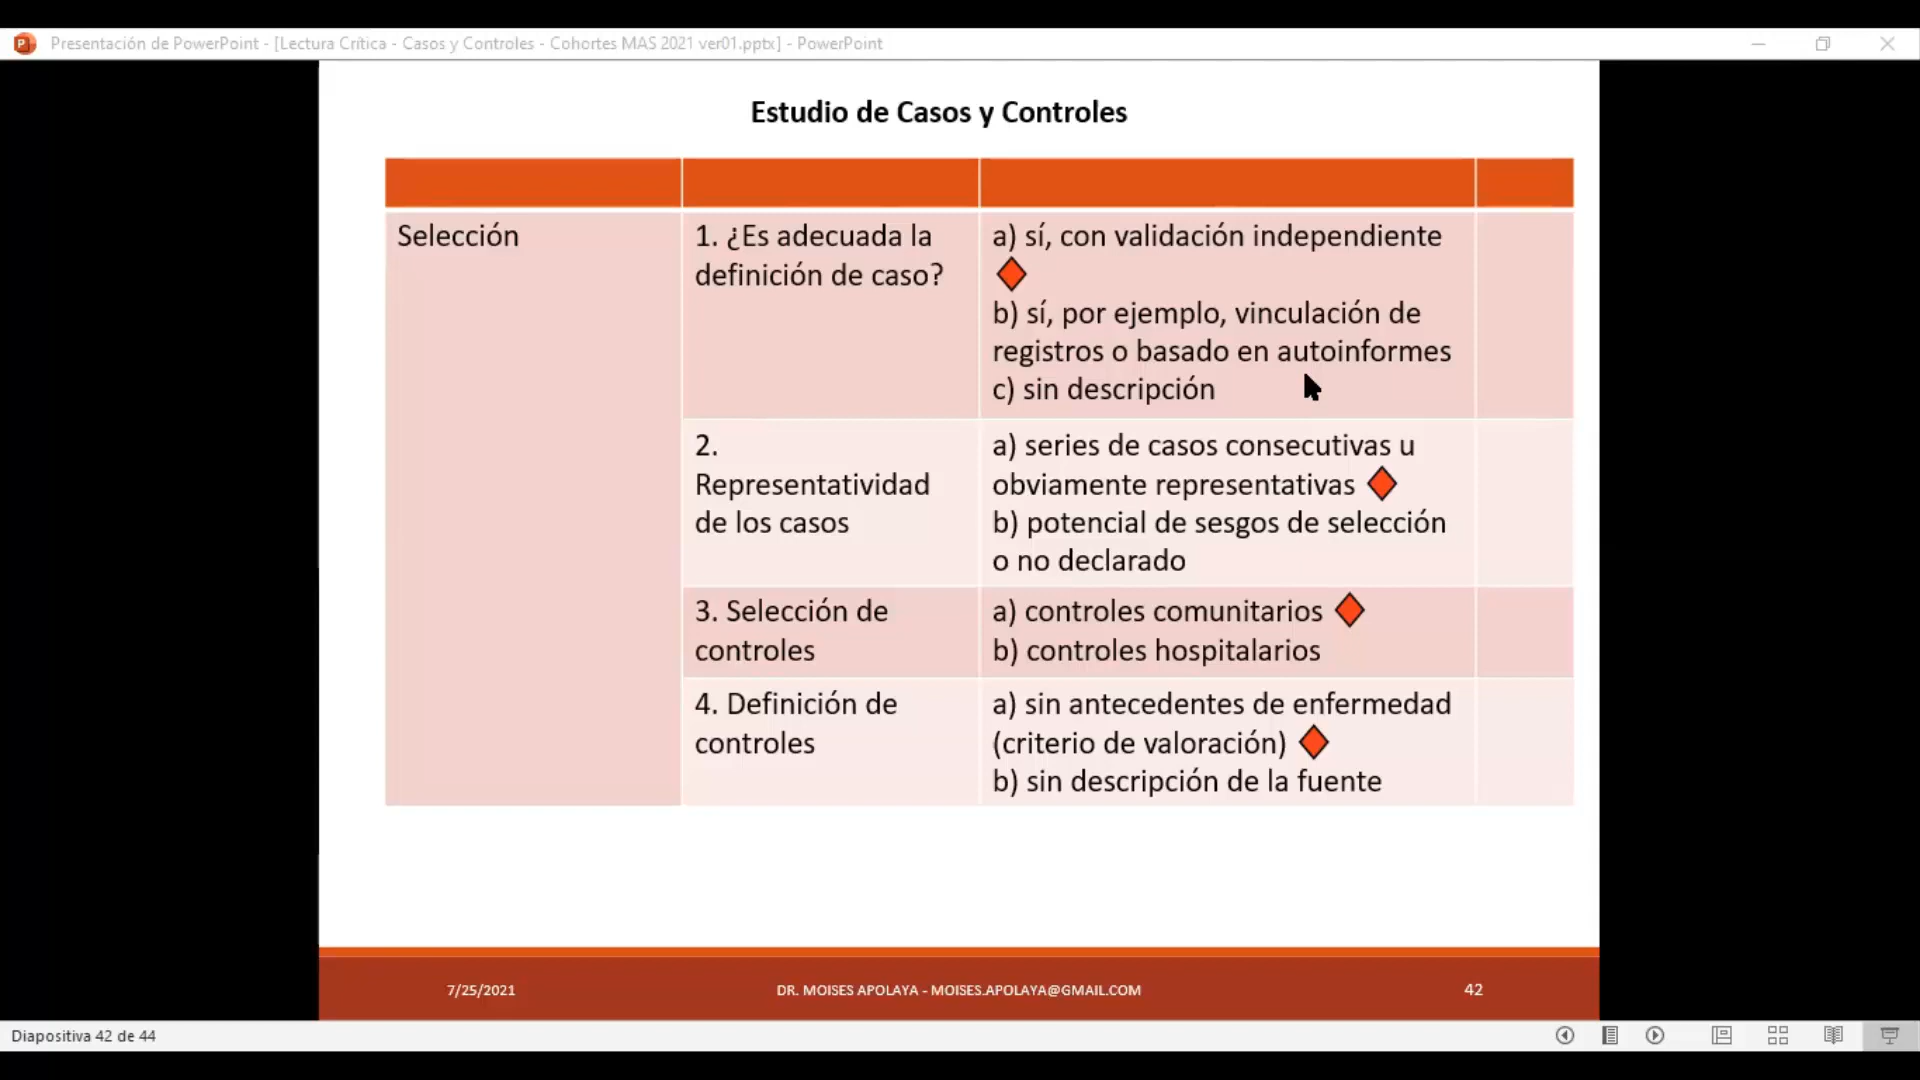 Presentación de PowerPoint - [Lectura Crítica - Casos y Controles - Cohortes MAS 2021 ver01.pptx] - PowerPoint
Estudio de Casos y Controles
Selección
1. ¿Es adecuada la
definición de caso?
a) sí, con validación independiente
b) sí, por ejemplo, vinculación de
registros o basado en autoinformes
c) sin descripción
2.
Representatividad
de los casos
a) series de casos consecutivas u
obviamente representativas
b) potencial de sesgos de selección
o no declarado
3. Selección de
controles
a) controles comunitarios
b) controles hospitalarios
4. Definición de
controles
a) sin antecedentes de enfermedad
(criterio de valoración)
b) sin descripción de la fuente
7/25/2021
DR. MOISES APOLAYA - MOISES.APOLAYA@GMAIL.COM
42
Diapositiva 42 de 44